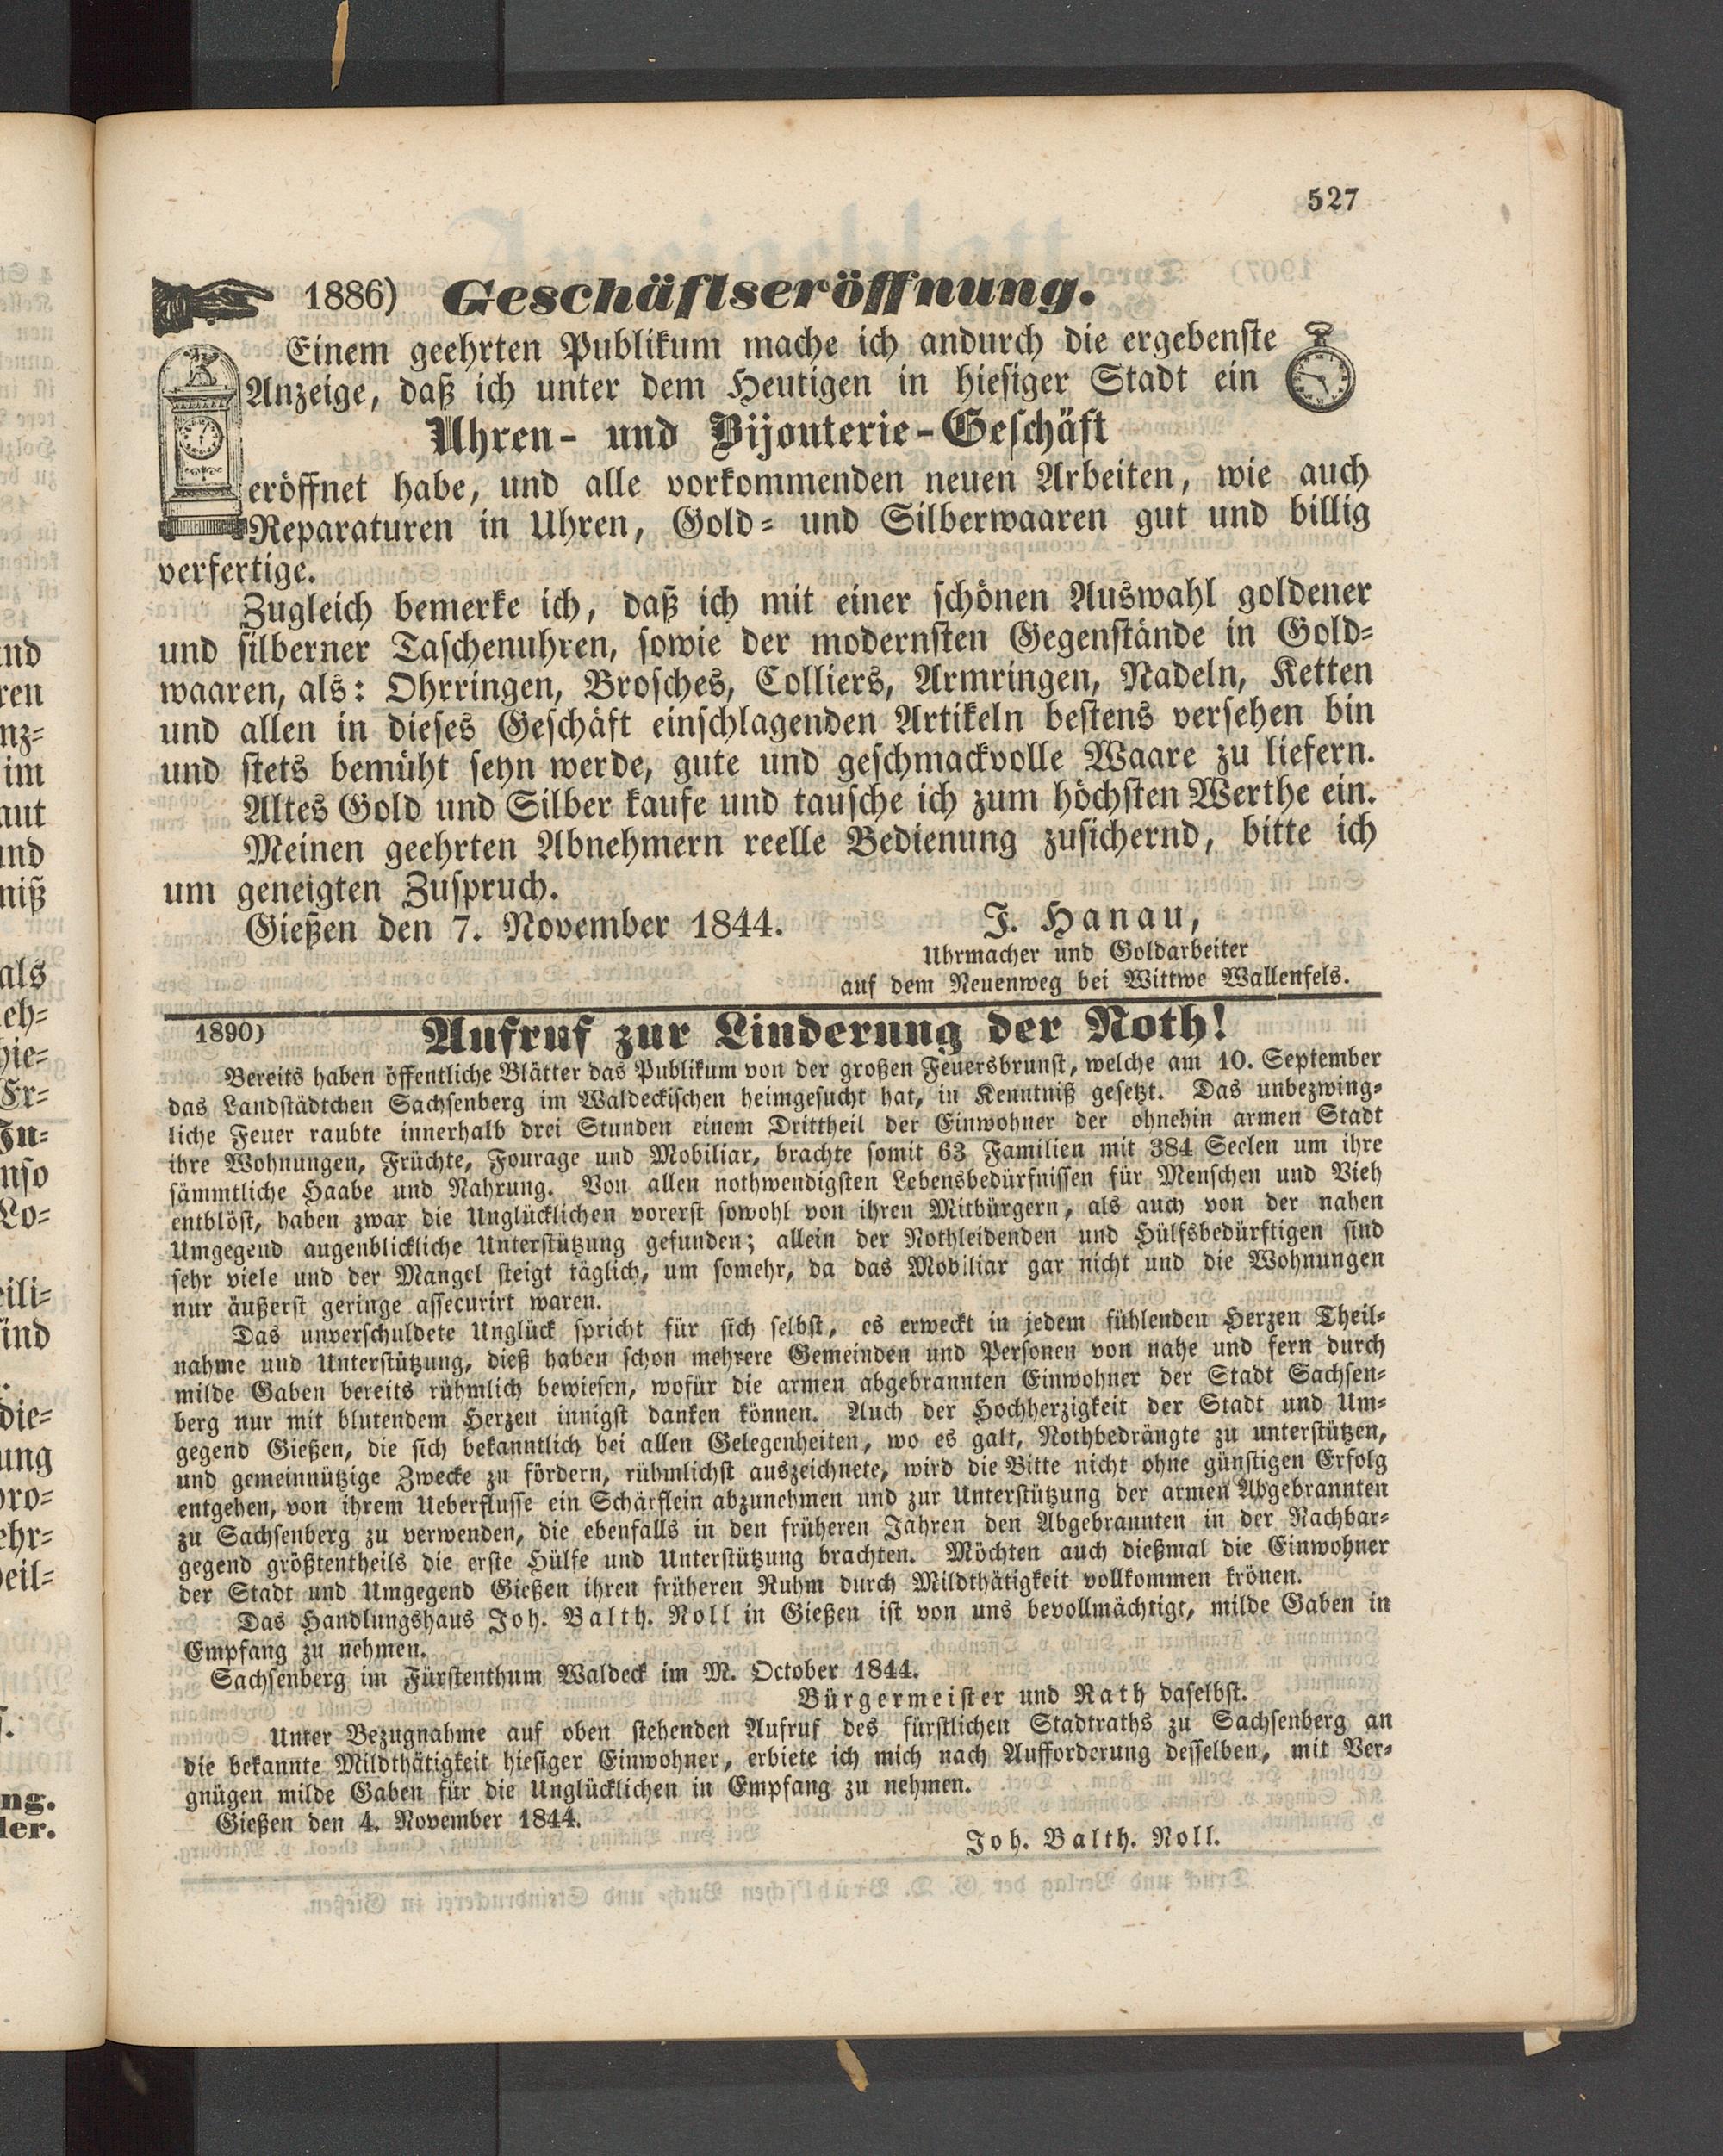 527
1886) Geschäftseröffnung.
Einem geehrten Publikum mache ich andurch die ergebenste
Anzeige, daß ich unter dem Heutigen in hiesiger Stadt ein
Uhren- und Bijouterie-Geschäft
eröffnet habe, und alle vorkommenden neuen Arbeiten, wie auch
Reparaturen in Uhren, Gold- und Silberwaaren gut und billig
verfertige.
Zugleich bemerke ich, daß ich mit einer schönen Auswahl goldener
und silberner Taschenuhren, sowie der modernsten Gegenstände in Gold-
waaren, als: Ohrringen, Brosches, Colliers, Armringen, Nadeln, Ketten
und allen in dieses Geschäft einschlagenden Artikeln bestens versehen bin
und stets bemüht seyn werde, gute und geschmackvolle Waare zu liefern.
Altes Gold und Silber kaufe und tausche ich zum höchsten Werthe ein.
Meinen geehrten Abnehmern reelle Bedienung zusichernd, bitte ich
um geneigten Zuspruch.
Gießen den 7. November 1844.
J. Hanau,
Uhrmacher und Goldarbeiter
auf dem Neuenweg bei Wittwe Wallenfels.
1890) Aufruf zur Linderung der Noth!
Bereits haben öffentliche Blätter das Publikum von der großen Feuersbrunst, welche am 10. September
das Landstädtchen Sachsenberg im Waldeckischen heimgesucht hat, in Kenntniß gesetzt. Das unbezwing-
liche Feuer raubte innerhalb drei Stunden einem Drittheil der Einwohner der ohnehin armen Stadt
ihre Wohnungen, Früchte, Fourage und Mobiliar, brachte somit 63 Familien mit 384 Seelen um ihre
sämmtliche Haabe und Nahrung. Von allen nothwendigsten Lebensbedürfnissen für Menschen und Vieh
entblöst, haben zwar die Unglücklichen vorerst sowohl von ihren Mitbürgern, als auch von der nahen
Umgegend augenblickliche Unterstützung gefunden; allein der Nothleidenden und Hülfsbedürftigen sind
sehr viele und der Mangel steigt täglich, um somehr, da das Mobiliar gar nicht und die Wohnungen
nur äußerst geringe assecurirt waren.
Das unverschuldete Unglück spricht für sich selbst, es erweckt in jedem fühlenden Herzen Theil-
nahme und Unterstützung, dieß haben schon mehrere Gemeinden und Personen von nahe und fern durch
milde Gaben bereits rühmlich bewiesen, wofür die armen abgebrannten Einwohner der Stadt Sachsen-
berg nur mit blutendem Herzen innigst danken können. Auch der Hochherzigkeit der Stadt und Um-
gegend Gießen, die sich bekanntlich bei allen Gelegenheiten, wo es galt, Nothbedrängte zu unterstützen,
und gemeinnützige Zwecke zu fördern, rühmlichst auszeichnete, wird die Bitte nicht ohne günstigen Erfolg
entgehen, von ihrem Ueberflusse ein Schärflein abzunehmen und zur Unterstützung der armen Abgebrannten
zu Sachsenberg zu verwenden, die ebenfalls in den früheren Jahren den Abgebrannten in der Nachbar-
gegend größtentheils die erste Hülfe und Unterstützung brachten. Möchten auch dießmal die Einwohner
der Stadt und Umgegend Gießen ihren früheren Ruhm durch Mildthätigkeit vollkommen krönen.
Das Handlungshaus Joh. Balth. Noll in Gießen ist von uns bevollmächtigt, milde Gaben in
Empfang zu nehmen.
Sachsenberg im Fürstenthum Waldeck im M. October 1844.
Bürgermeister und Rath daselbst.
Unter Bezugnahme auf oben stehenden Aufruf des fürstlichen Stadtraths zu Sachsenberg an
die bekannte Mildthätigkeit hiesiger Einwohner, erbiete ich mich nach Aufforderung desselben, mit Ver-
gnügen milde Gaben für die Unglücklichen in Empfang zu nehmen.
Gießen den 4. November 1844.
Joh. Balth. Noll.